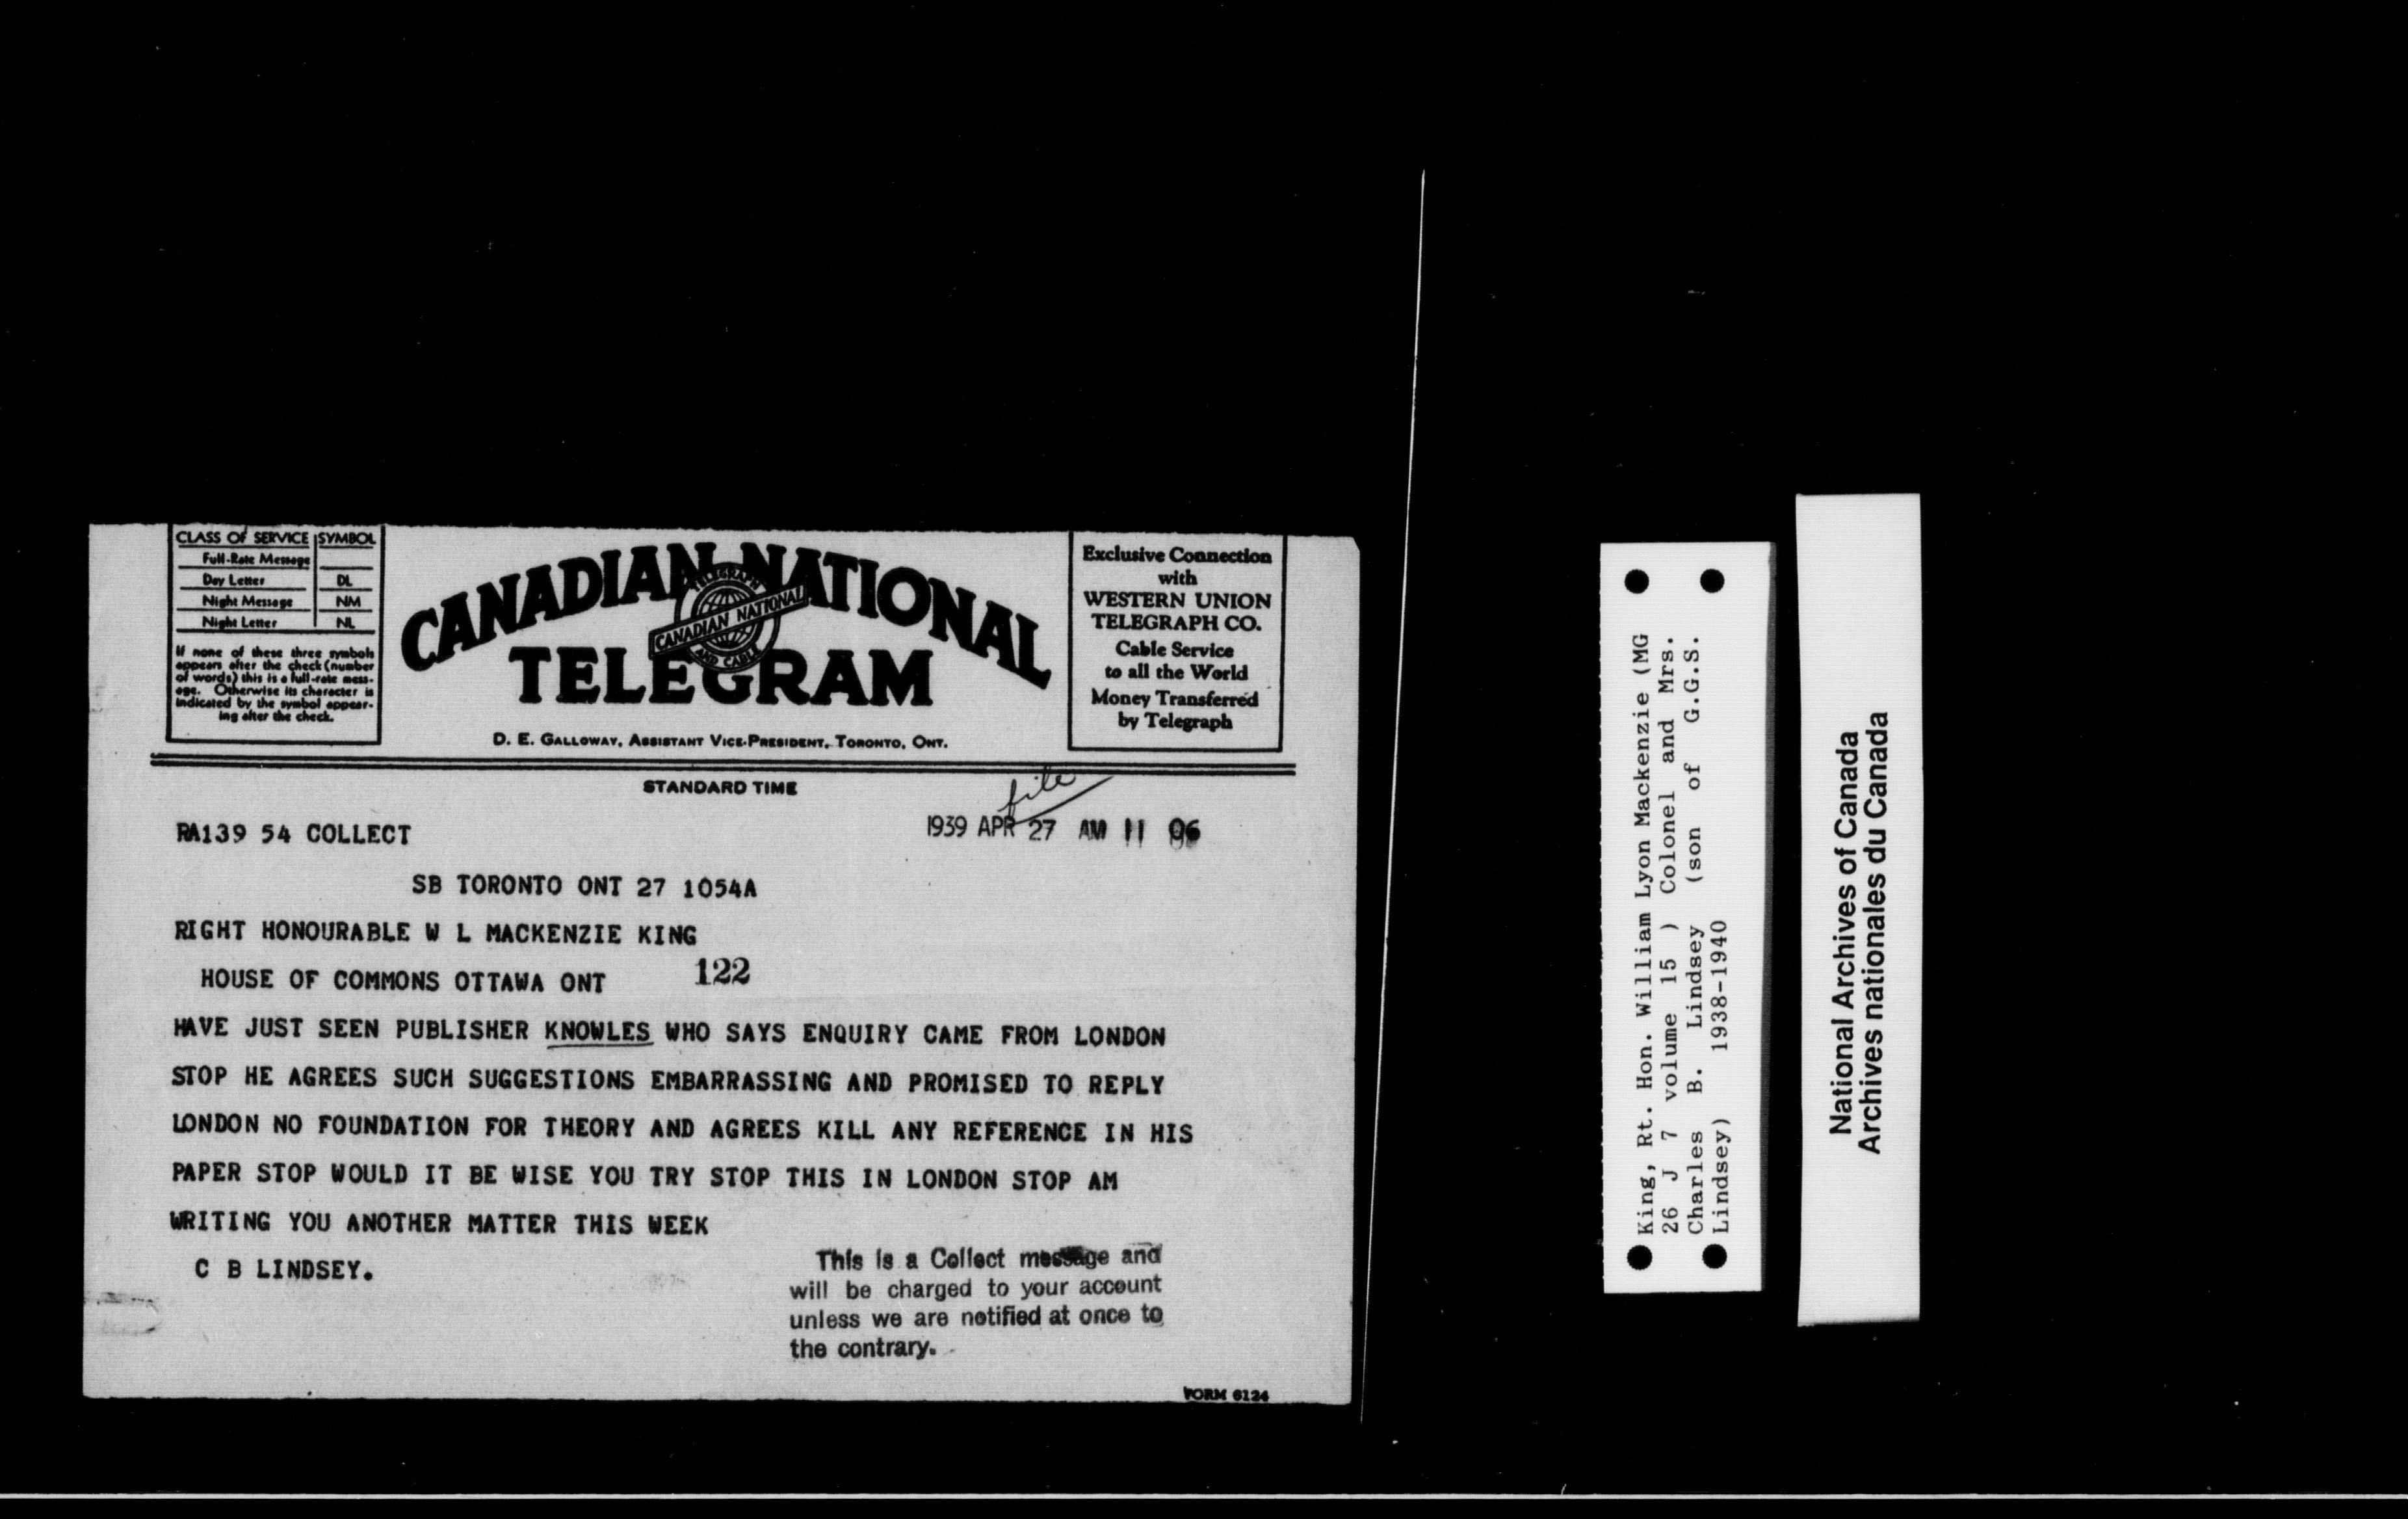 CLASS OF SERVICE SYMBOL
Full-Rate Message
Day Letter DL
Night Message NM
Night Letter NL
If none of these three symbols
appears after the check (number
of words) this is a full-rate mess-
age. Otherwise its character is
indicated by the symbol appear-
ing after the check.
CANADIAN NATIONAL
TELEGRAM
TELEGRAPH
CANADIAN NATIONAL
AND CABLE
D. E. GALLOWAY, ASSISTANT VICE-PRESIDENT, TORONTO, ONT.
Exclusive Connection
with
WESTERN UNION
TELEGRAPH CO.
Cable Service
to all the World
Money Transferred
by Telegraph
STANDARD TIME
file
1939 APR 27 AM 11 06
RA139 54 COLLECT
SB TORONTO ONT 27 1054A
RIGHT HONOURABLE W L MACKENZIE KING
HOUSE OF COMMONS OTTAWA ONT 122
HAVE JUST SEEN PUBLISHER KNOWLES WHO SAYS ENQUIRY CAME FROM LONDON
STOP HE AGREES SUCH SUGGESTIONS EMBARRASSING AND PROMISED TO REPLY
LONDON NO FOUNDATION FOR THEORY AND AGREES KILL ANY REFERENCE IN HIS
PAPER STOP WOULD IT BE WISE YOU TRY STOP THIS IN LONDON STOP AM
WRITING YOU ANOTHER MATTER THIS WEEK
C B LINDSEY.
This is a Collect message and
will be charged to your account
unless we are notified at once to
the contrary.
FORM 6124
King, Rt. Hon. William Lyon Mackenzie (MG
26 J 7 volume 15 ) Colonel and Mrs.
Charles B. Lindsey (son of G.G.S.
Lindsey) 1938-1940
National Archives of Canada
Archives nationales du Canada